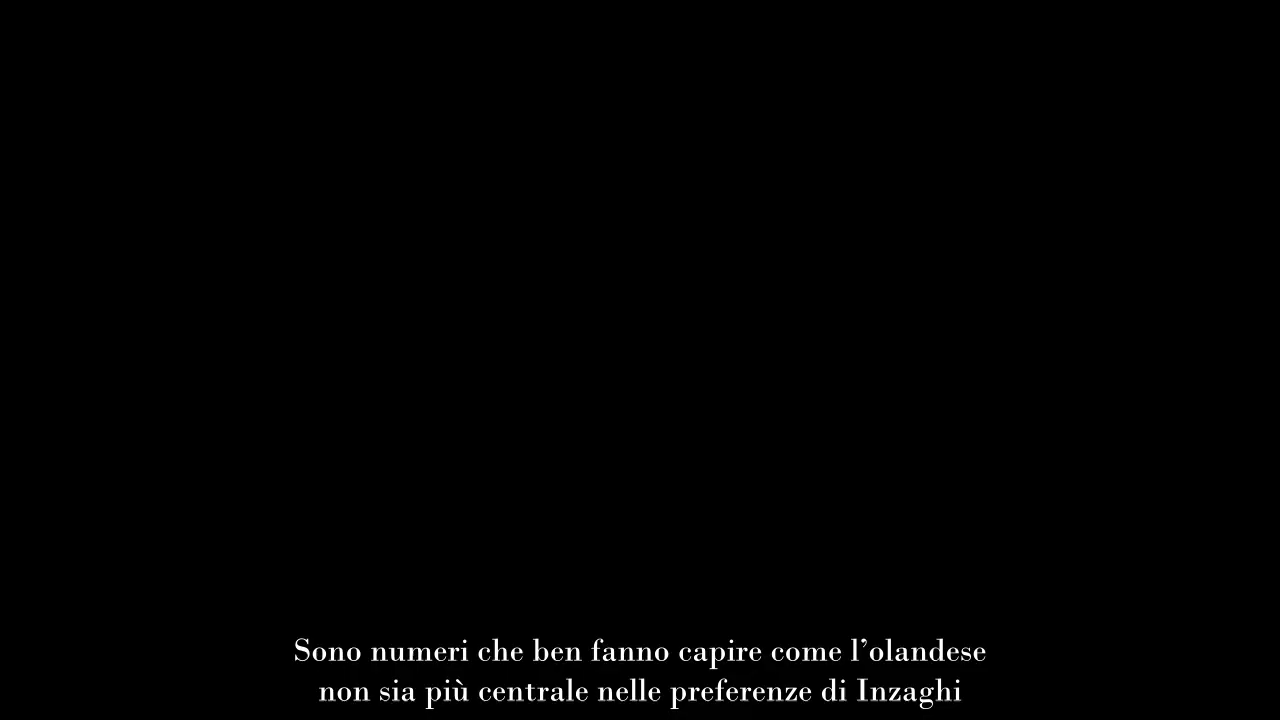 Sono numeri che ben fanno capire come l’olandese
non sia più centrale nelle preferenze di Inzaghi